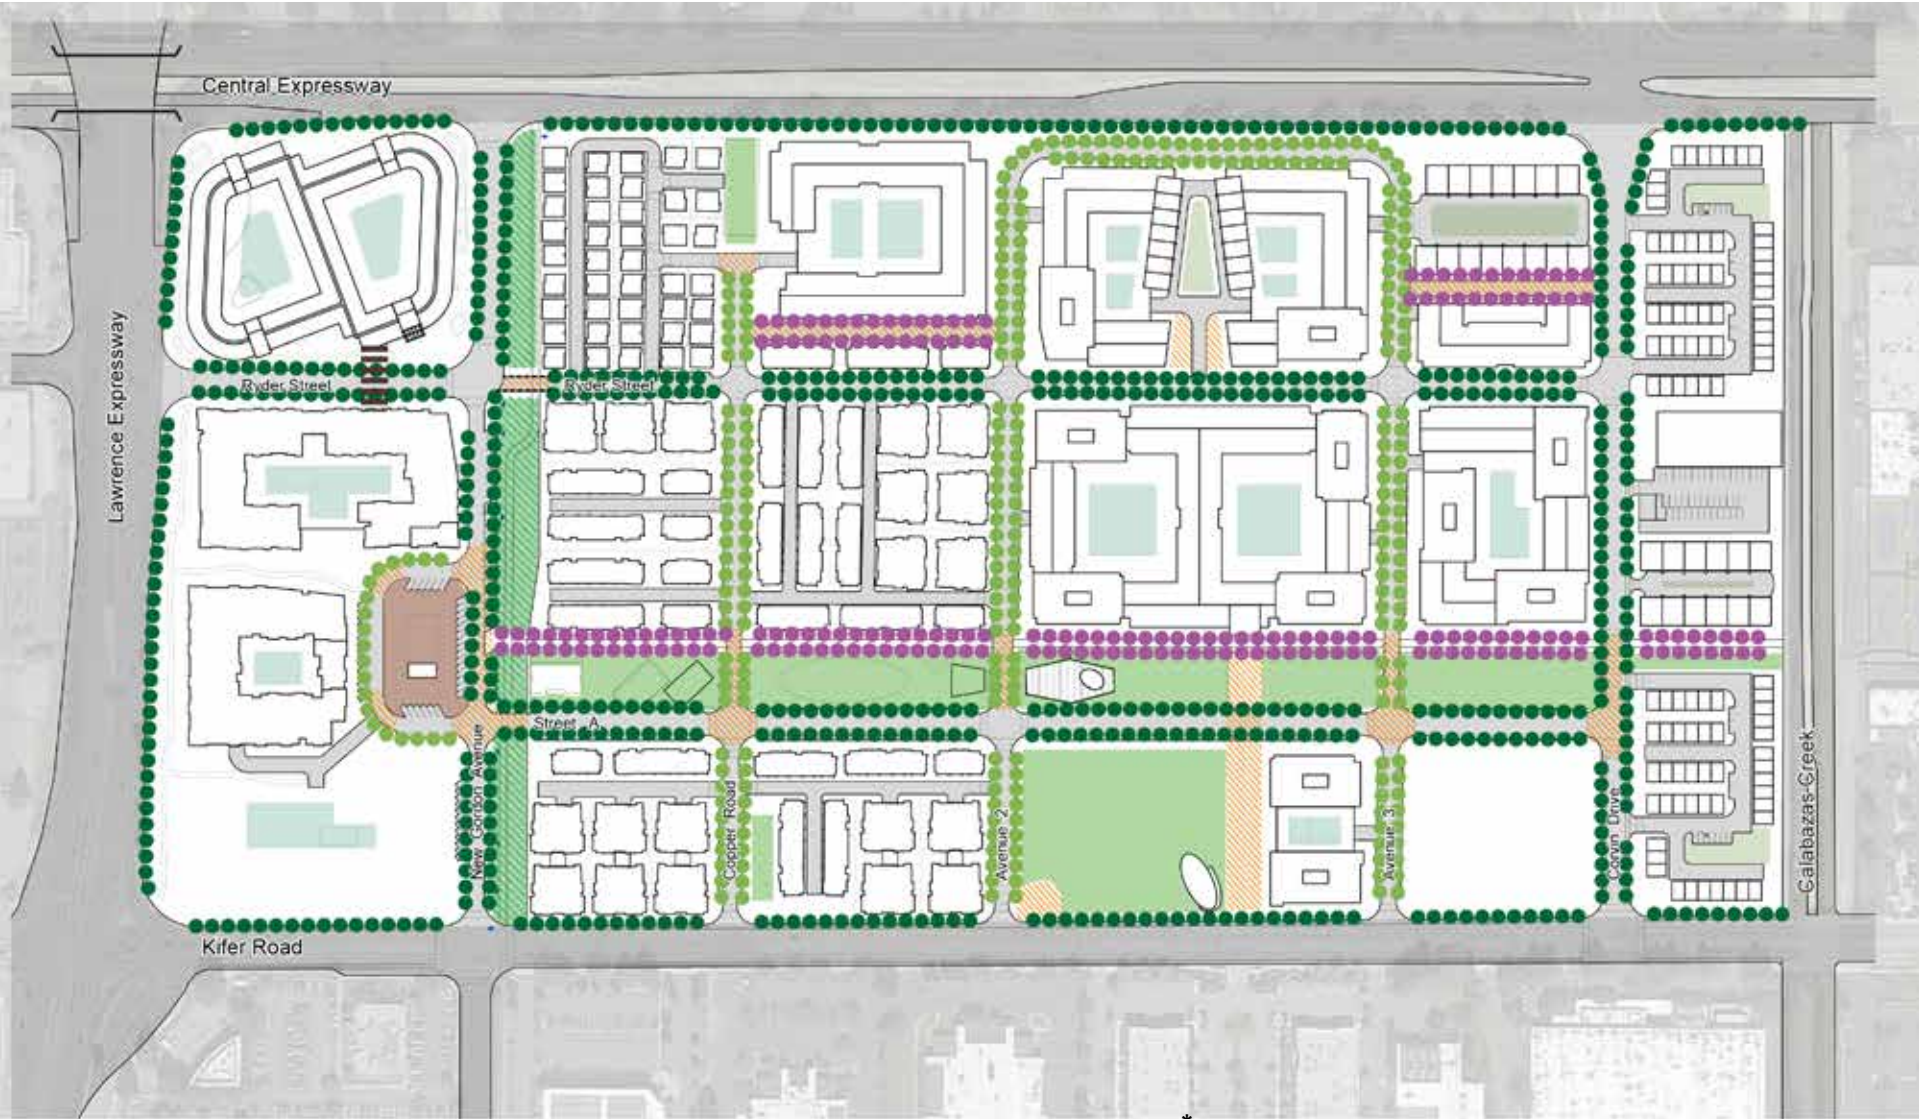 Central Expressway
Lawrence Expressway
Ryder Street
Ryder Street
Street A
New Gordon Avenue
Copper Road
Avenue 2
Avenue 3
Corvin Drive
Calabazas Creek
Kifer Road
*